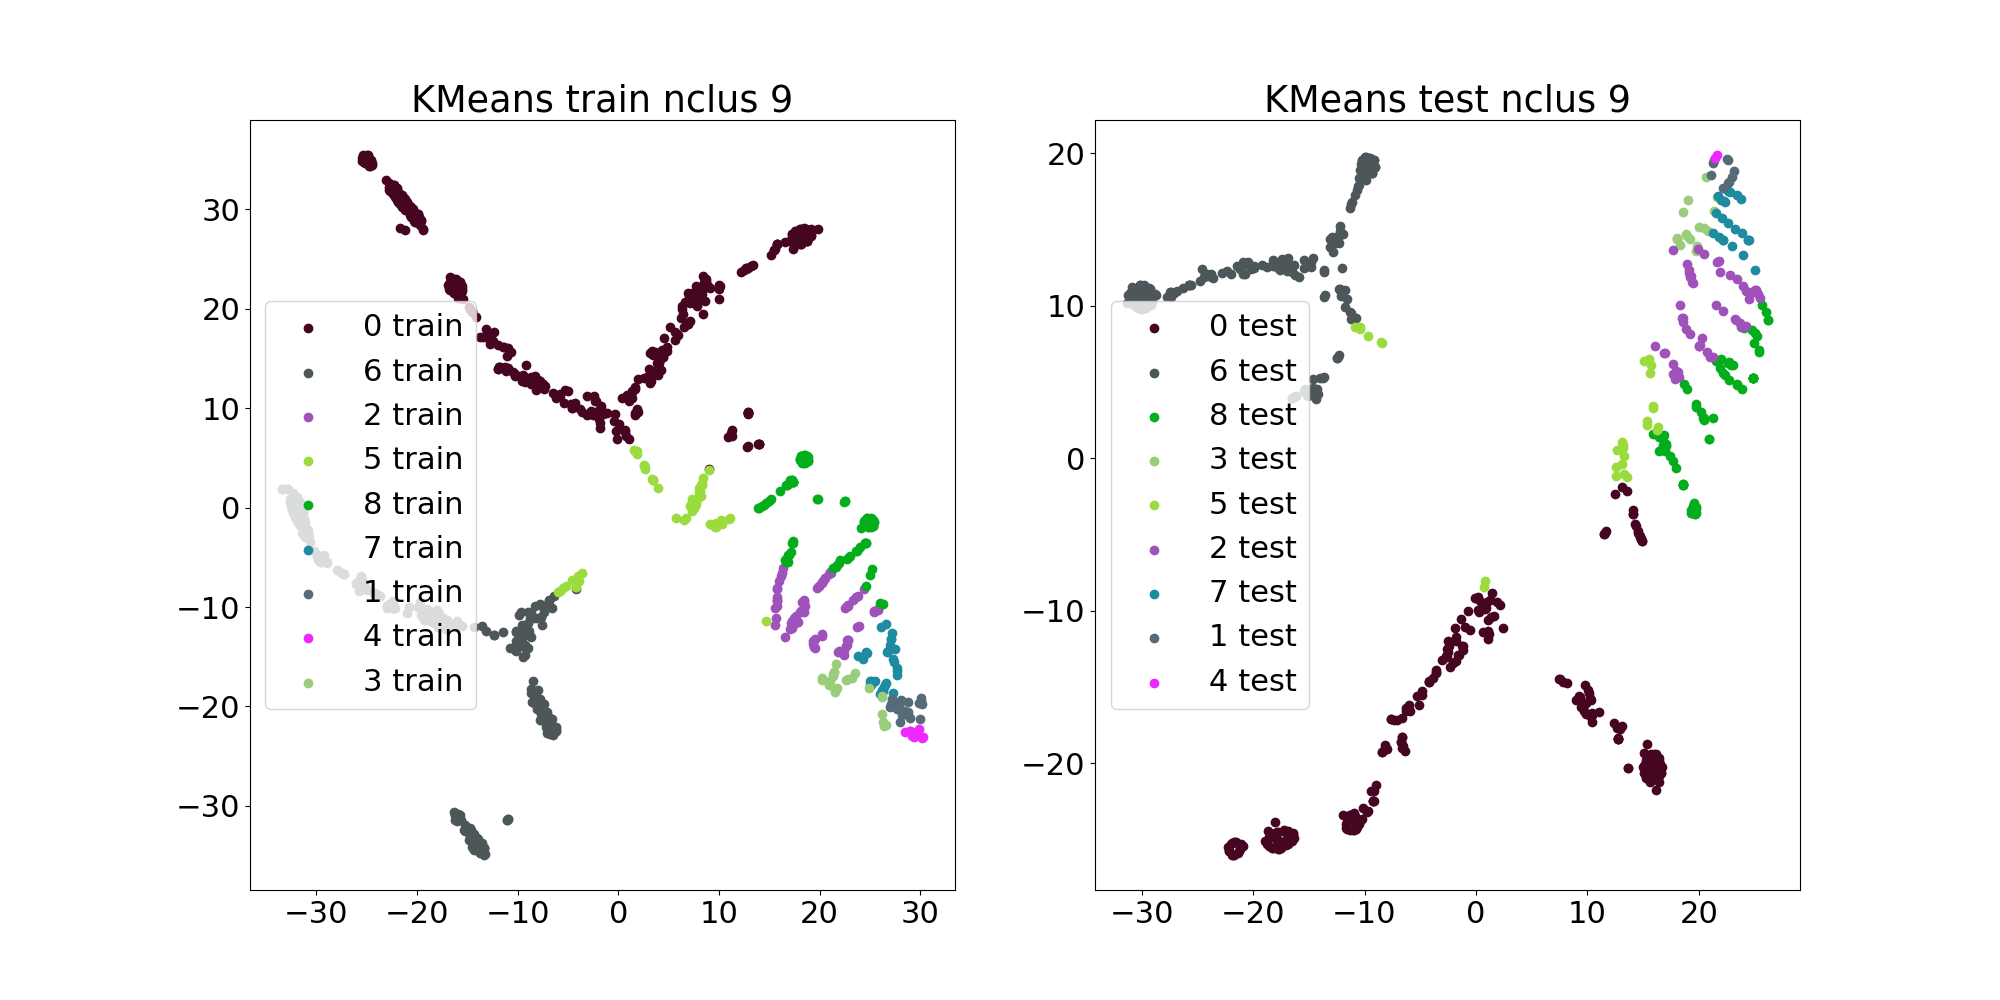 KMeans train nclus 9
30
20
10
0
−10
−20
−30
0 train
6 train
2 train
5 train
8 train
7 train
1 train
4 train
3 train
−30 −20 −10 0 10 20 30
KMeans test nclus 9
20
10
0
−10
−20
0 test
6 test
8 test
3 test
5 test
2 test
7 test
1 test
4 test
−30 −20 −10 0 10 20